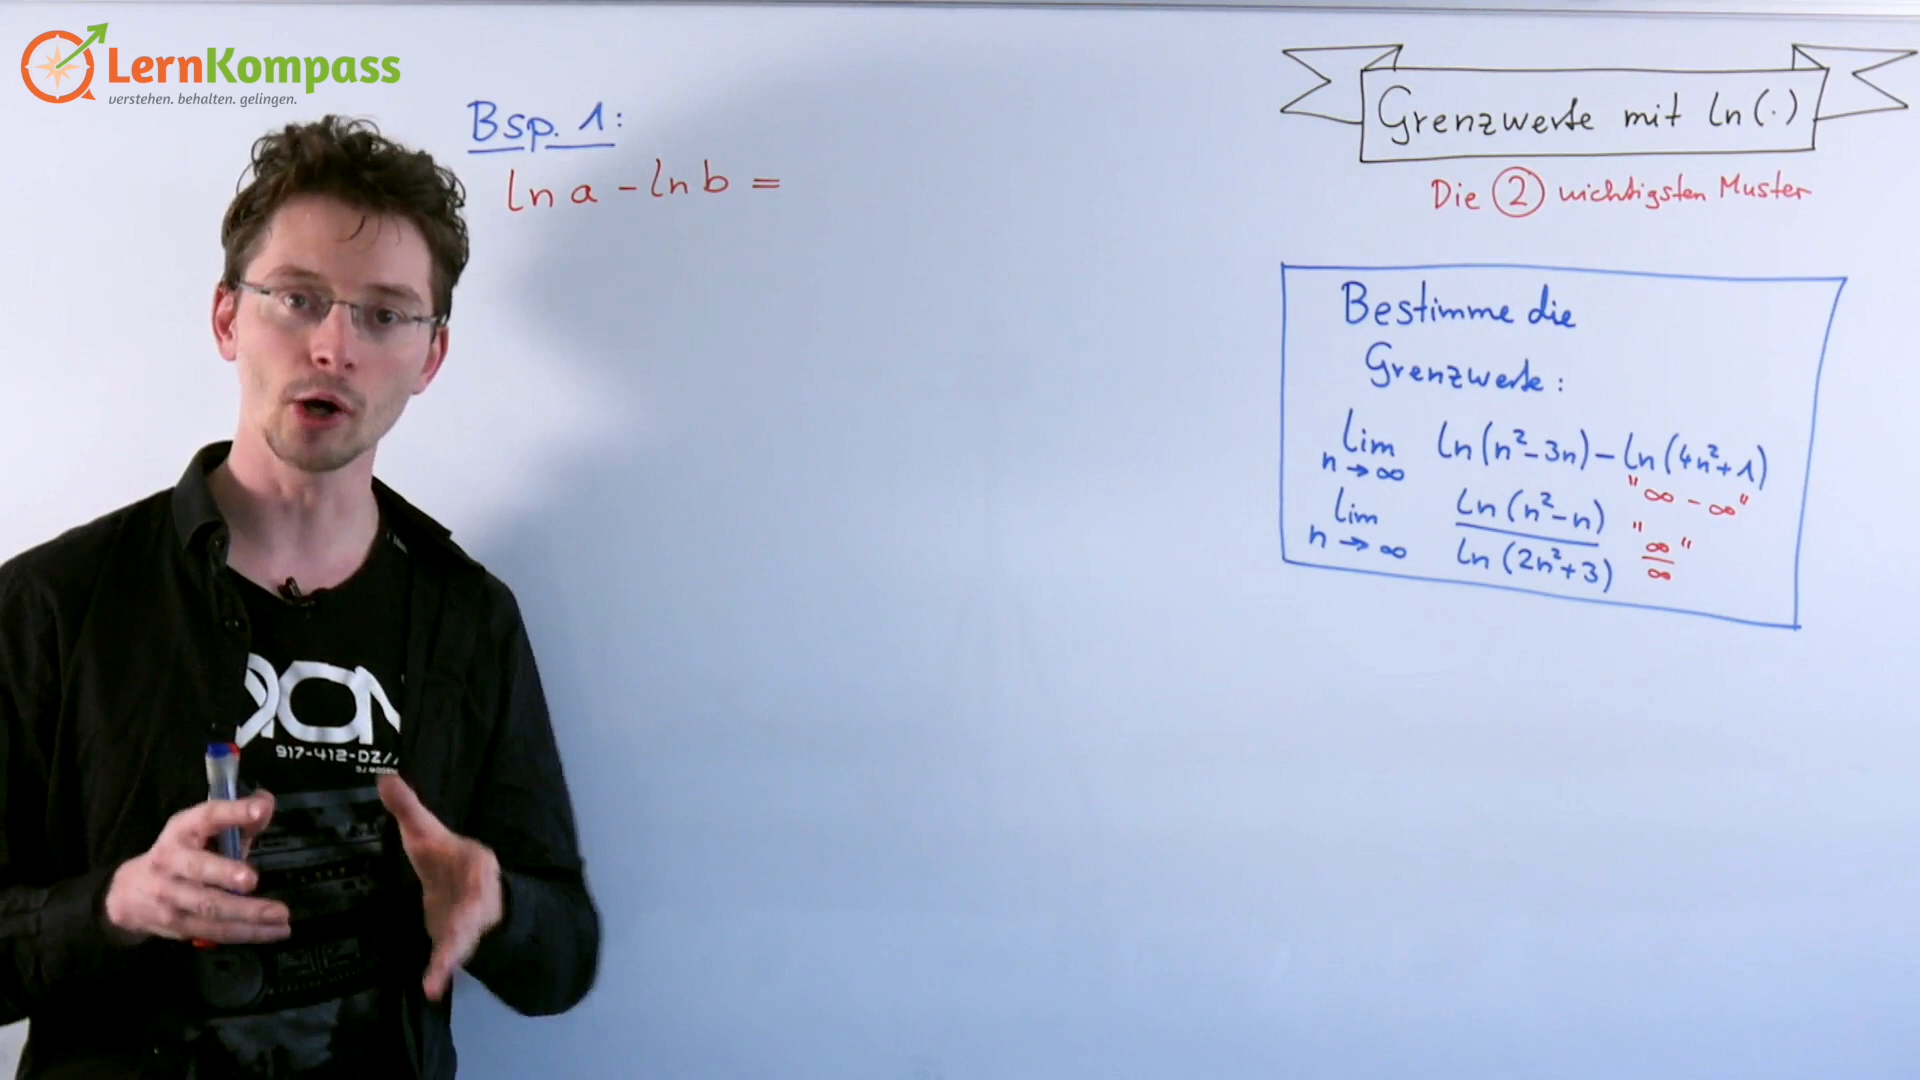 LernKompass
verstehen. behalten. gelingen.
Bsp. 1:
ln a - ln b =
Grenzwerte mit ln(·)
Die 2 wichtigsten Muster
Bestimme die
Grenzwerte:
lim ln(n²-3n) - ln(4n²+1)
n→∞ "∞ - ∞"
lim ln(n²-n)
n→∞ ln(2n²+3) "∞/∞"
917-412-DZ//